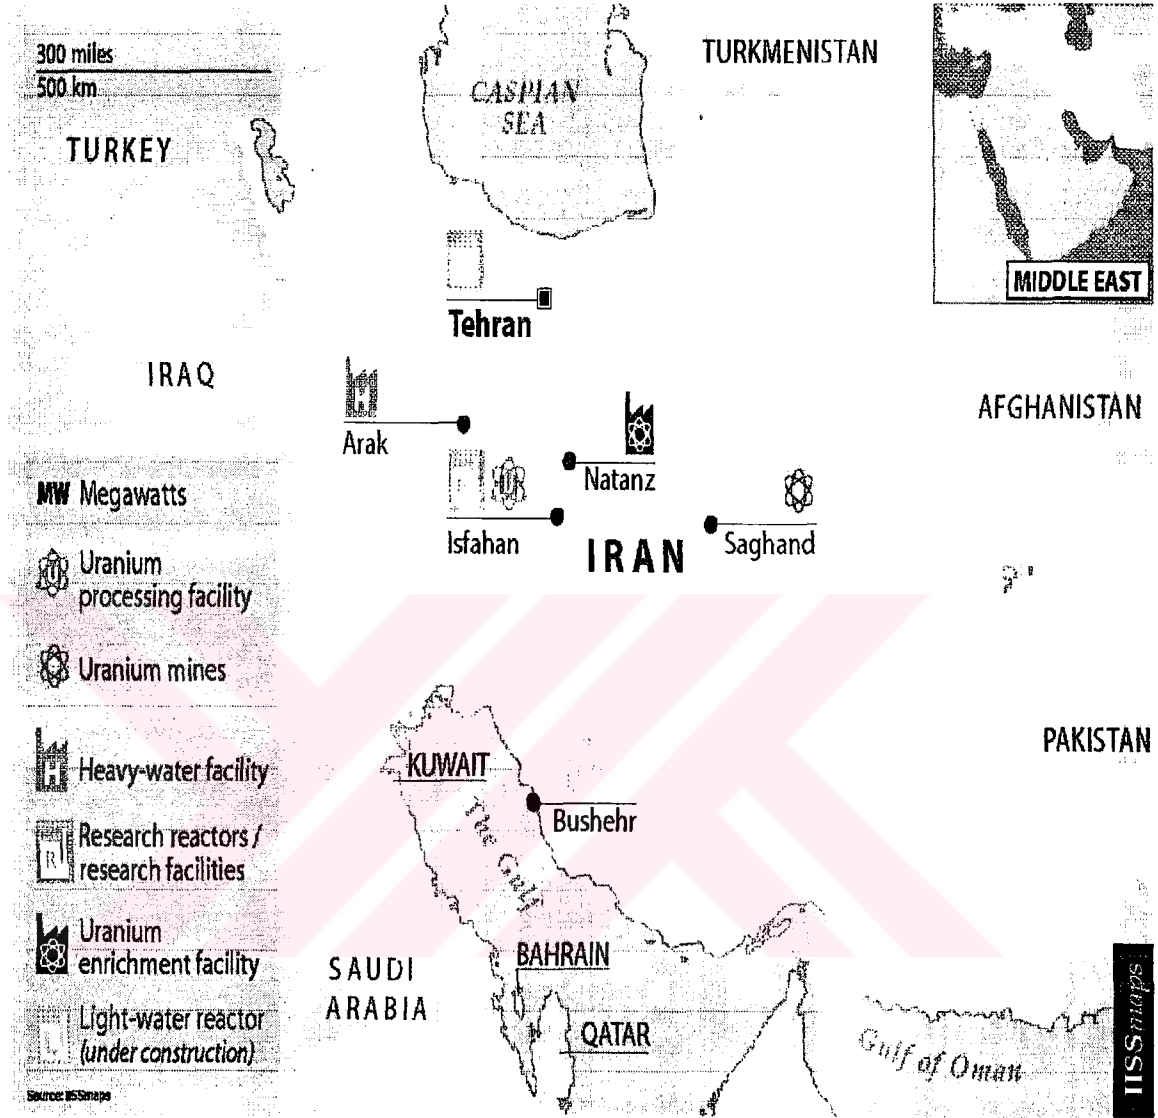 300 miles
500 km
TURKMENISTAN
CASPIAN
SEA
TURKEY
MIDDLE EAST
Tehran
IRAQ
AFGHANISTAN
H
Arak
Natanz
MW Megawatts
U
Isfahan
IRAN
Saghand
U
Uranium
processing facility
Uranium mines
PAKISTAN
KUWAIT
H
Heavy-water facility
Bushehr
The Gulf
R
Research reactors /
research facilities
Uranium
enrichment facility
BAHRAIN
SAUDI
ARABIA
QATAR
Light-water reactor
(under construction)
Gulf of Oman
IISSmaps
Source: IISSmaps